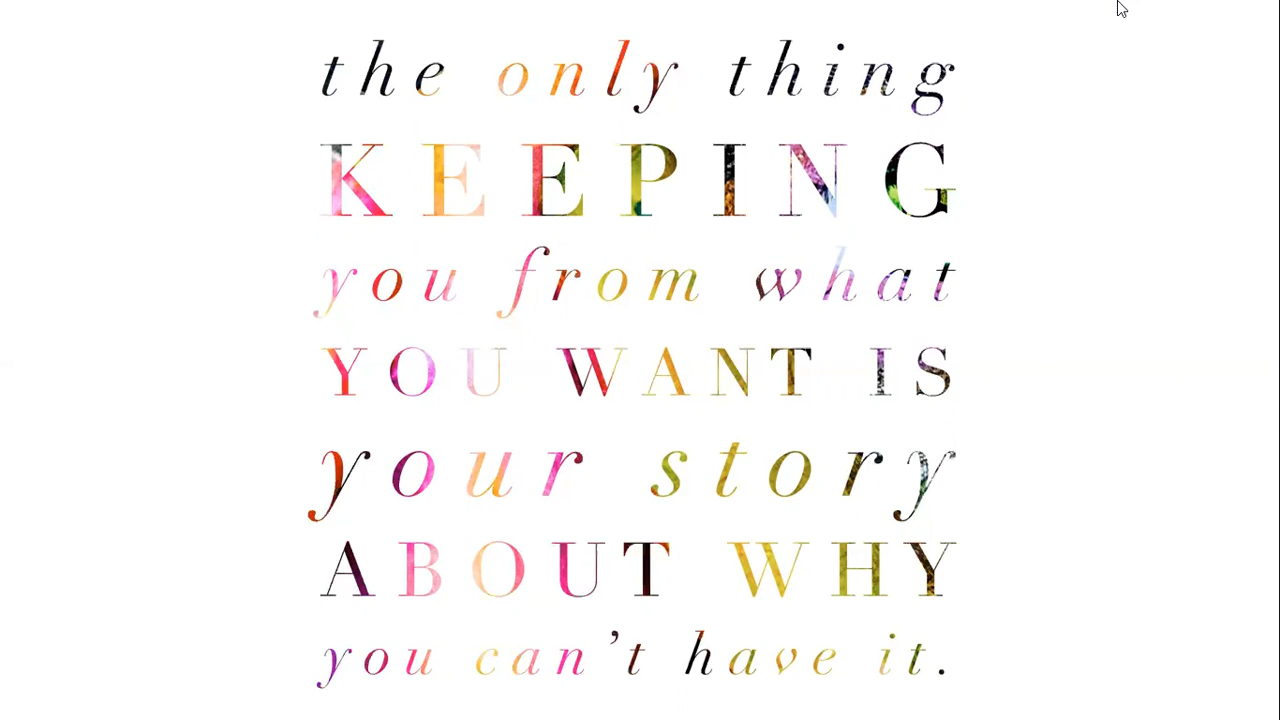 the only thing
KEEPING
you from what
YOU WANT IS
your story
ABOUT WHY
you can't have it.